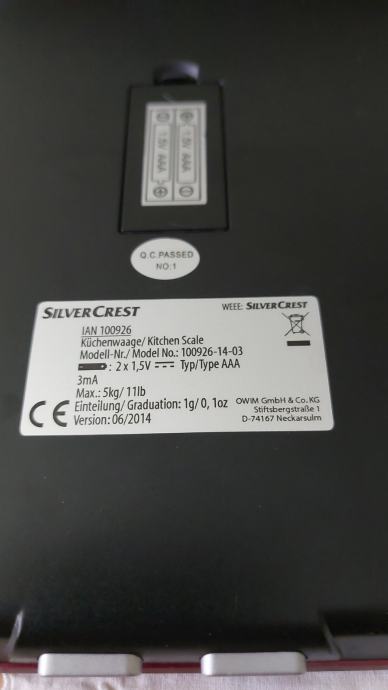 1.5V AAA
1.5V AAA
Q.C. PASSED
NO:1
SILVERCREST
WEEE: SILVERCREST
IAN 100926
Küchenwaage/ Kitchen Scale
Modell-Nr./ Model No.: 100926-14-03
: 2 x 1,5V Typ/Type AAA
3mA
Max.: 5kg/ 11lb
Einteilung/ Graduation: 1g/ 0, 1oz
Version: 06/2014
CE
OWIM GmbH & Co. KG
Stiftsbergstraße 1
D-74167 Neckarsulm